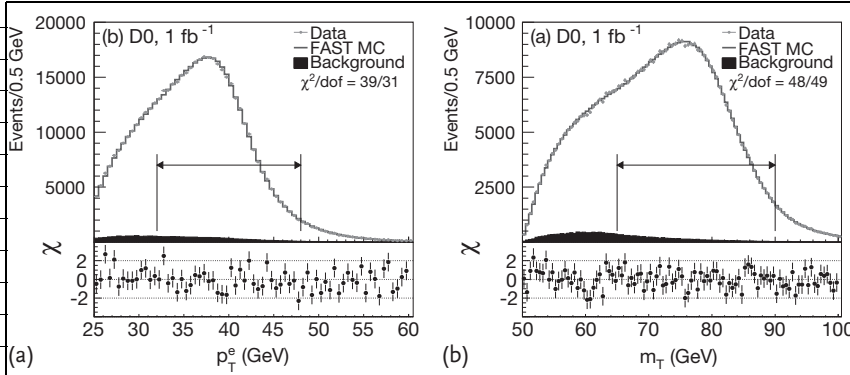 (b) D0, 1 fb⁻¹
Data
FAST MC
Background
χ²/dof = 39/31
Events/0.5 GeV
20000
15000
10000
5000
χ
2
0
-2
25 30 35 40 45 50 55 60
pᵉ_T (GeV)
(a)
(a) D0, 1 fb⁻¹
Data
FAST MC
Background
χ²/dof = 48/49
Events/0.5 GeV
10000
7500
5000
2500
χ
2
0
-2
50 60 70 80 90 100
m_T (GeV)
(b)